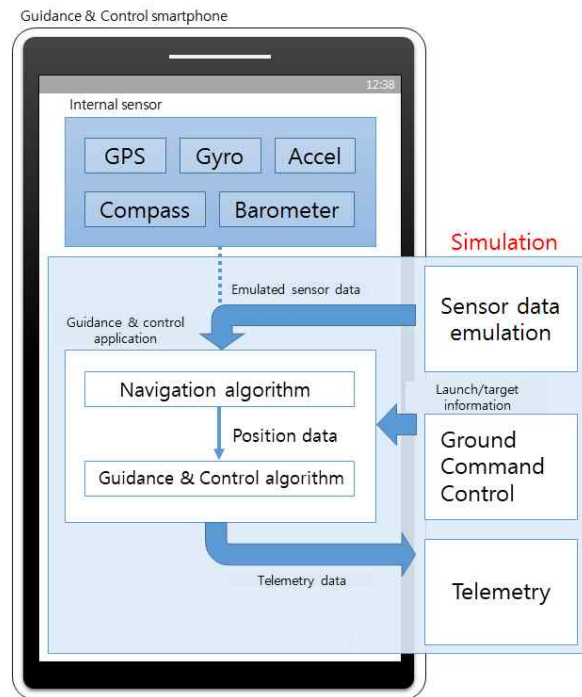 Guidance & Control smartphone
12:38
Internal sensor
GPS
Gyro
Accel
Compass
Barometer
Simulation
Emulated sensor data
Sensor data
emulation
Guidance & control
application
Navigation algorithm
Position data
Guidance & Control algorithm
Launch/target
information
Ground
Command
Control
Telemetry data
Telemetry